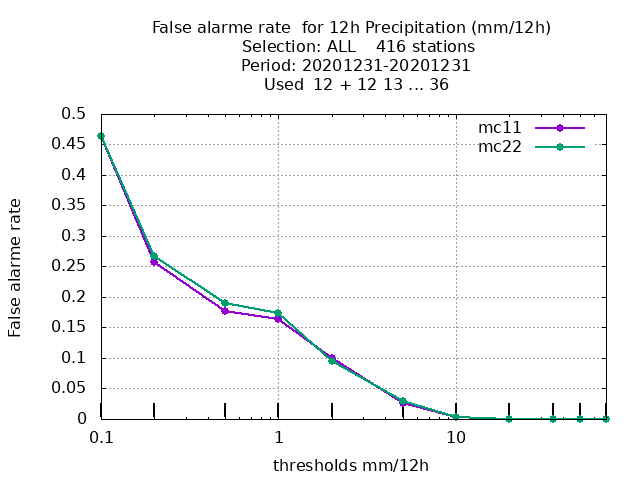 False alarme rate  for 12h Precipitation (mm/12h)
Selection: ALL    416 stations
Period: 20201231-20201231
Used  12 + 12 13 ... 36
mc11
mc22
0.5
0.45
0.4
0.35
0.3
0.25
0.2
0.15
0.1
0.05
0
False alarme rate
0.1
1
10
thresholds mm/12h